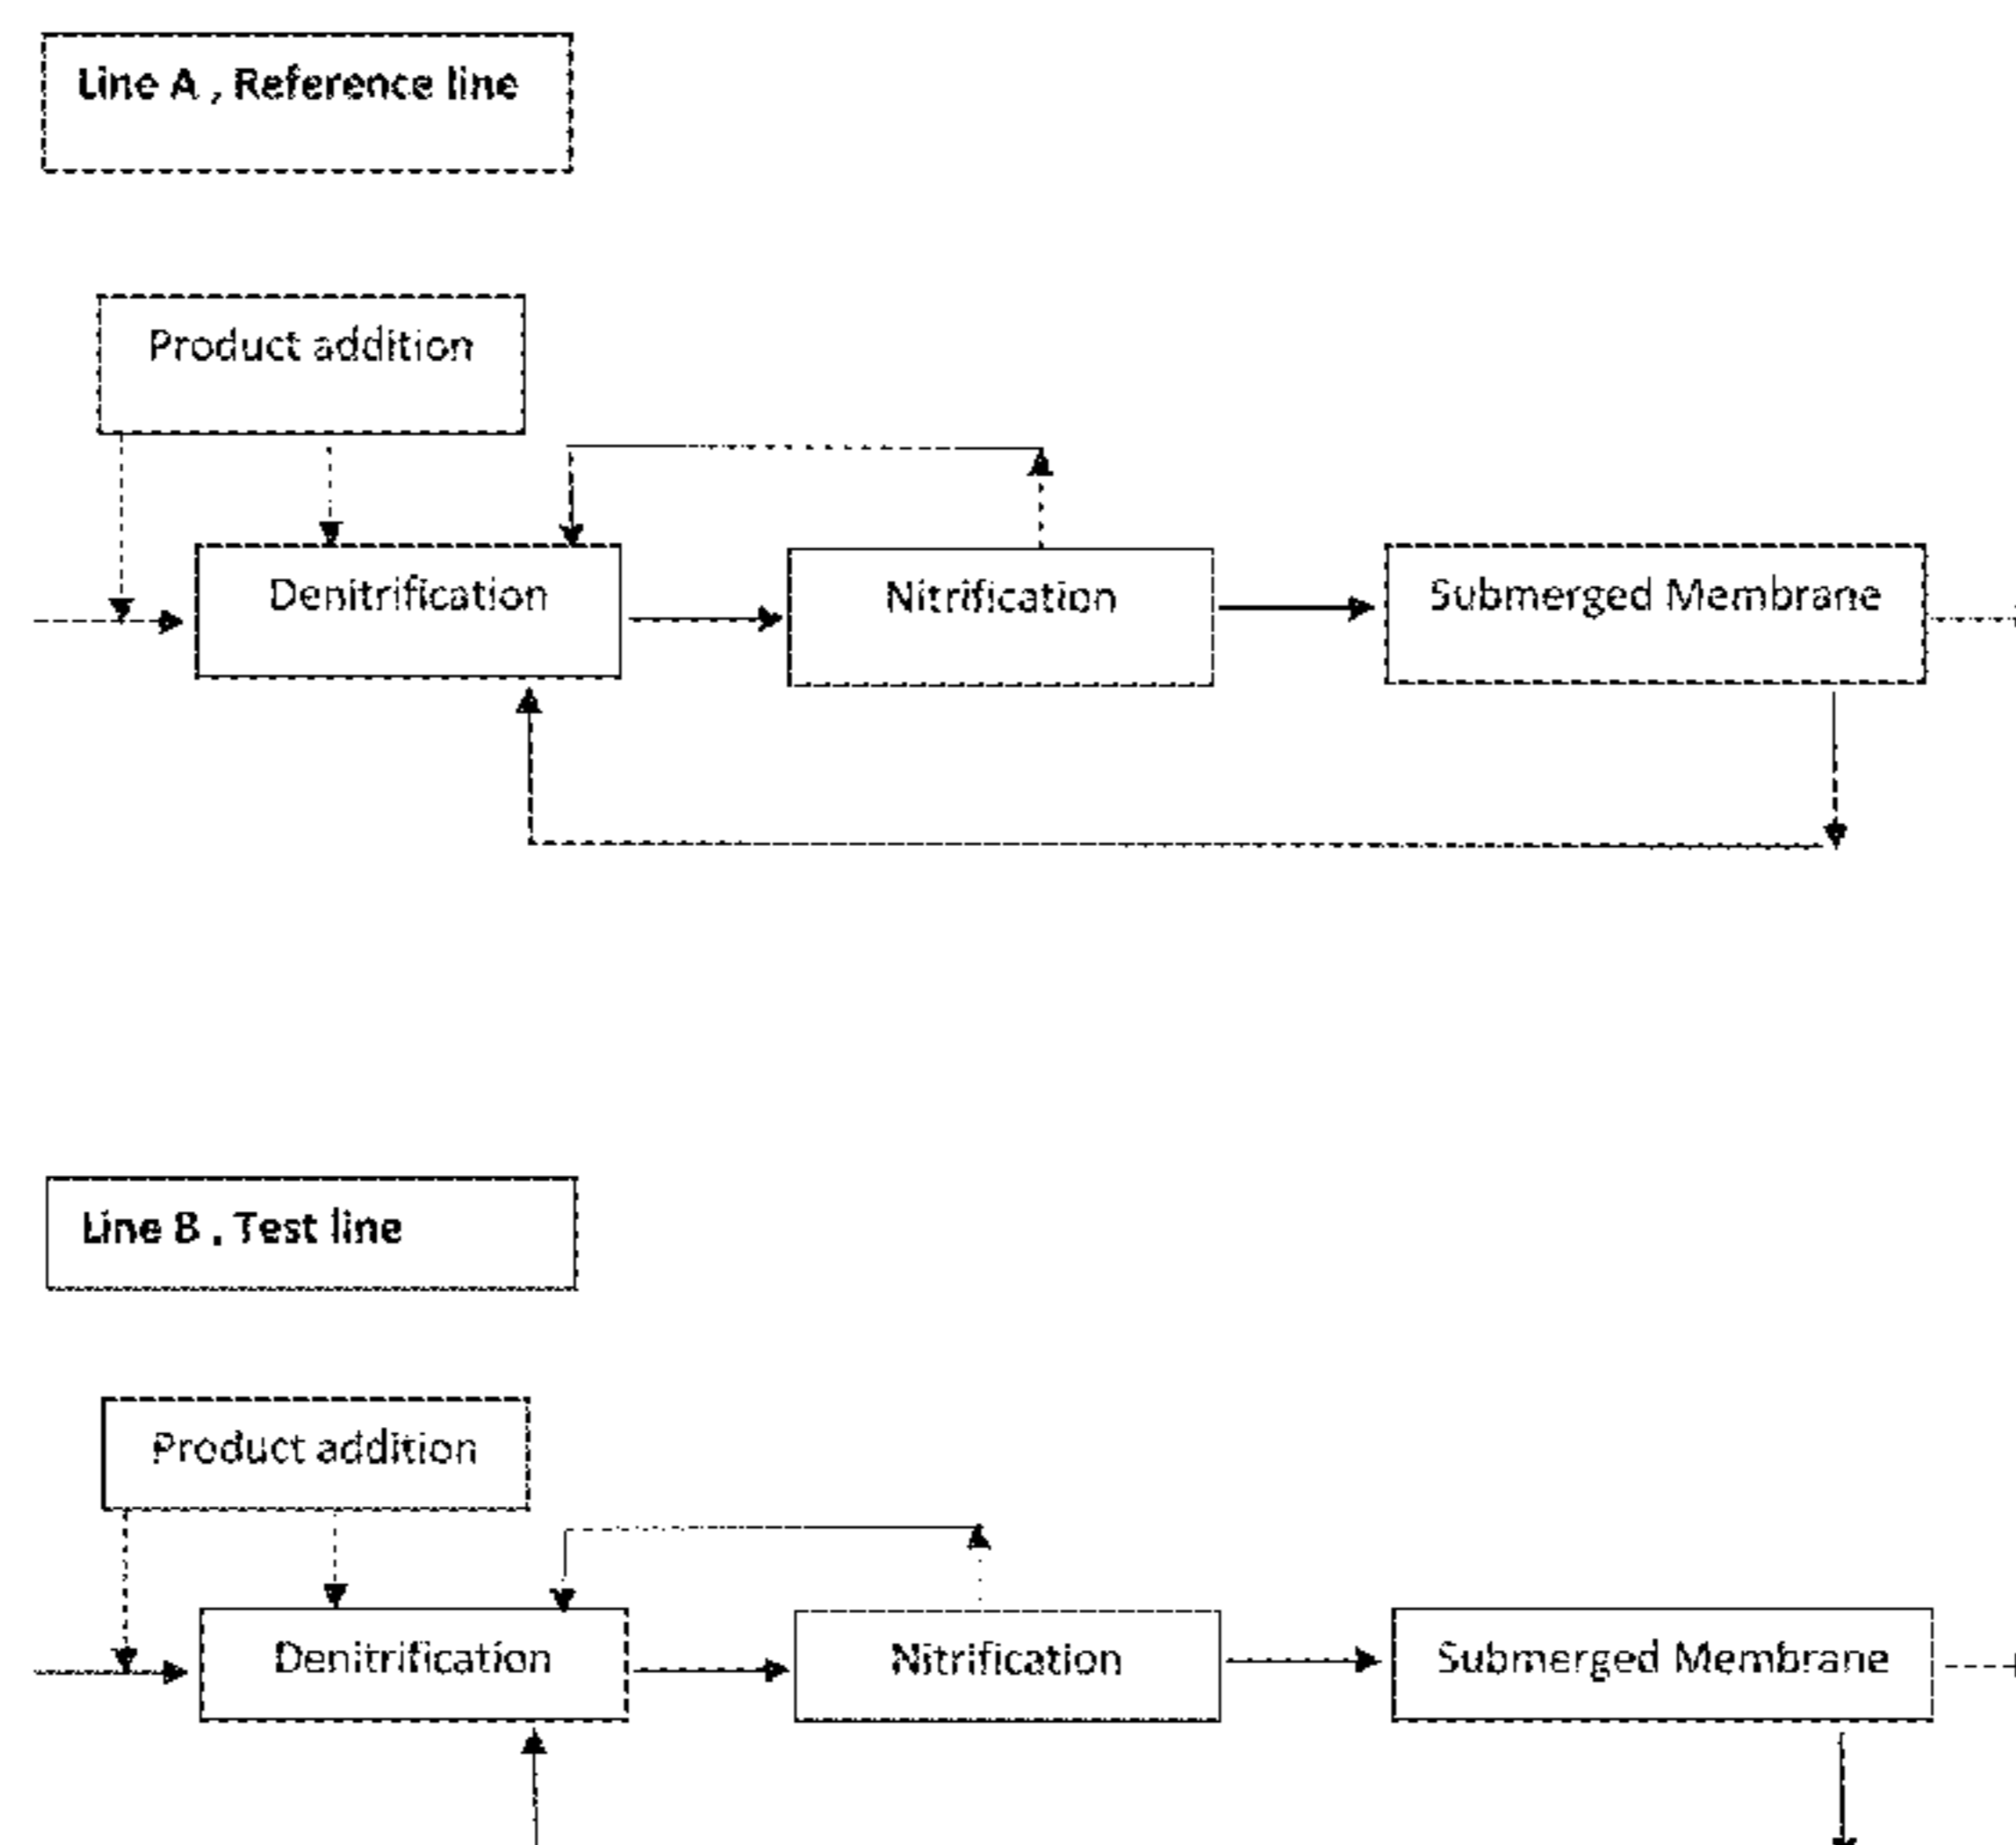 Line A , Reference line
Product addition
Denitrification
Nitrification
Submerged Membrane
Line B , Test line
Product addition
Denitrification
Nitrification
Submerged Membrane